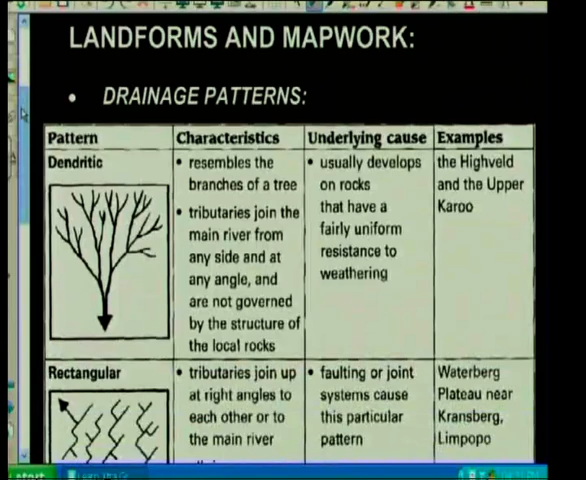 LANDFORMS AND MAPWORK:
• DRAINAGE PATTERNS:
Pattern
Characteristics
Underlying cause
Examples
Dendritic
• resembles the
branches of a tree
• tributaries join the
main river from
any side and at
any angle, and
are not governed
by the structure of
the local rocks
• usually develops
on rocks
that have a
fairly uniform
resistance to
weathering
the Highveld
and the Upper
Karoo
Rectangular
• tributaries join up
at right angles to
each other or to
the main river
• faulting or joint
systems cause
this particular
pattern
Waterberg
Plateau near
Kransberg,
Limpopo
start